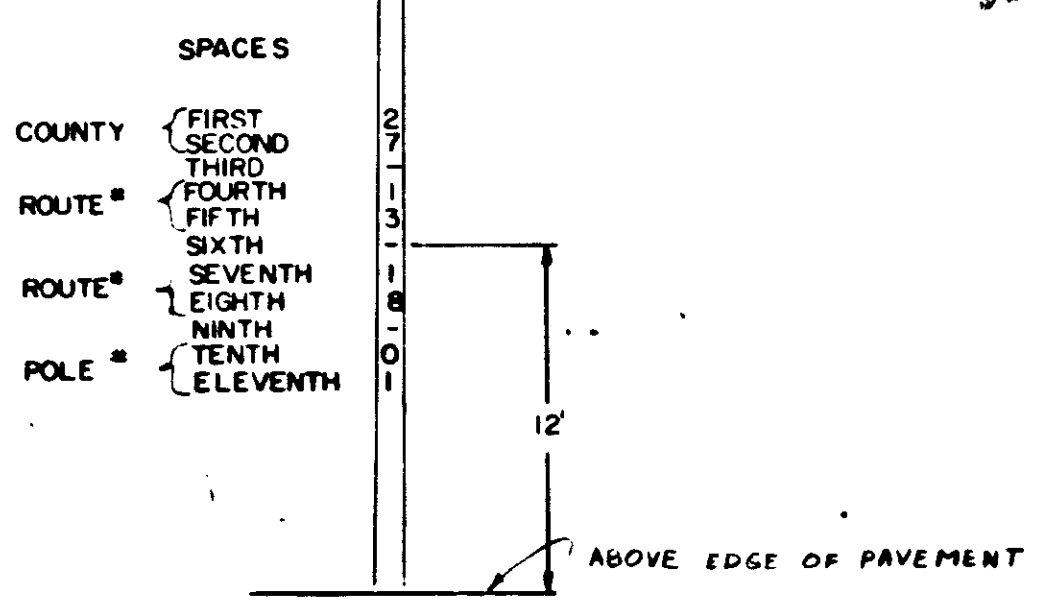 SPACES
COUNTY { FIRST 2
SECOND 7
THIRD -
ROUTE # { FOURTH 1
FIFTH 3
SIXTH -
ROUTE # { SEVENTH 1
EIGHTH 8
NINTH -
POLE # { TENTH 0
ELEVENTH 1
12'
ABOVE EDGE OF PAVEMENT